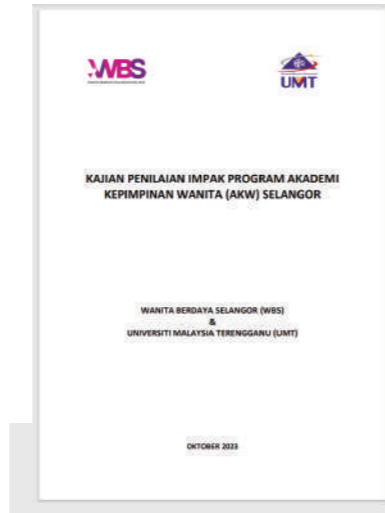 WBS
UMT
KAJIAN PENILAIAN IMPAK PROGRAM AKADEMI
KEPIMPINAN WANITA (AKW) SELANGOR
WANITA BERDAYA SELANGOR (WBS)
&
UNIVERSITI MALAYSIA TERENGGANU (UMT)
OKTOBER 2023